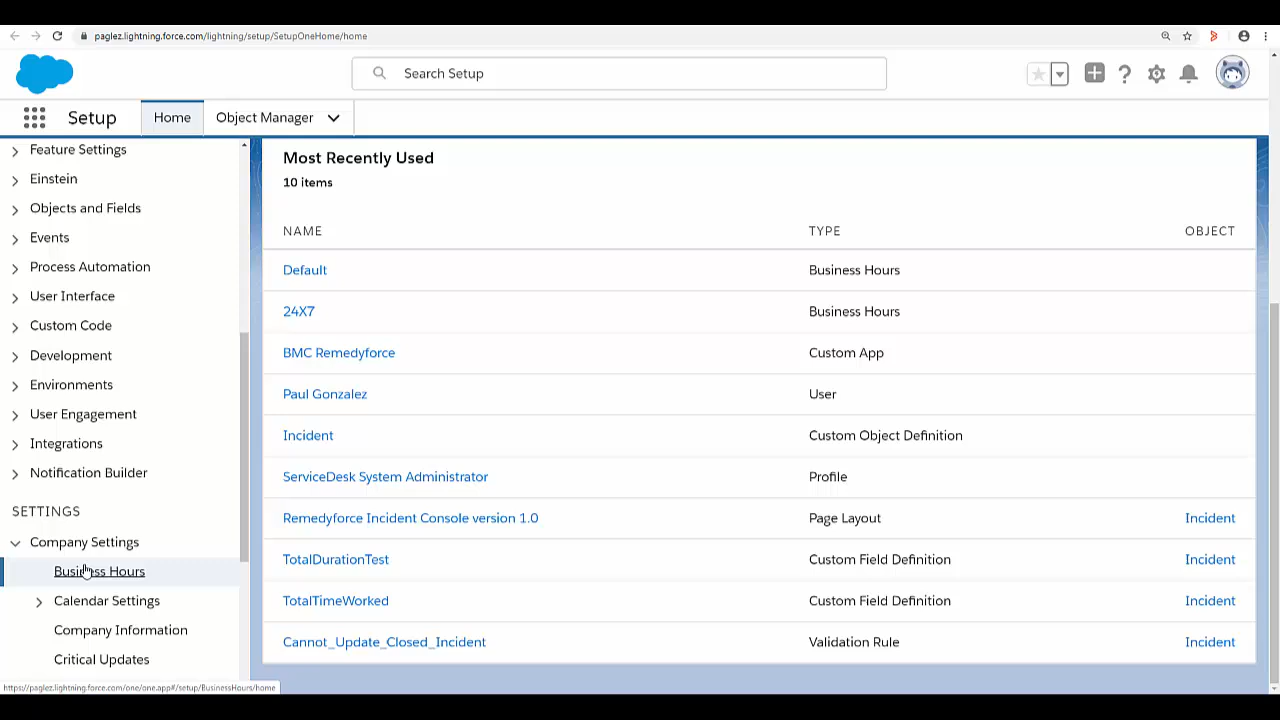 paglez.lightning.force.com/lightning/setup/SetupOneHome/home
Search Setup
Setup
Home
Object Manager
Feature Settings
Einstein
Objects and Fields
Events
Process Automation
User Interface
Custom Code
Development
Environments
User Engagement
Integrations
Notification Builder
SETTINGS
Company Settings
Business Hours
Calendar Settings
Company Information
Critical Updates
https://paglez.lightning.force.com/one/one.app#/setup/BusinessHours/home
Most Recently Used
10 items
NAME TYPE OBJECT
Default Business Hours
24X7 Business Hours
BMC Remedyforce Custom App
Paul Gonzalez User
Incident Custom Object Definition
ServiceDesk System Administrator Profile
Remedyforce Incident Console version 1.0 Page Layout Incident
TotalDurationTest Custom Field Definition Incident
TotalTimeWorked Custom Field Definition Incident
Cannot_Update_Closed_Incident Validation Rule Incident